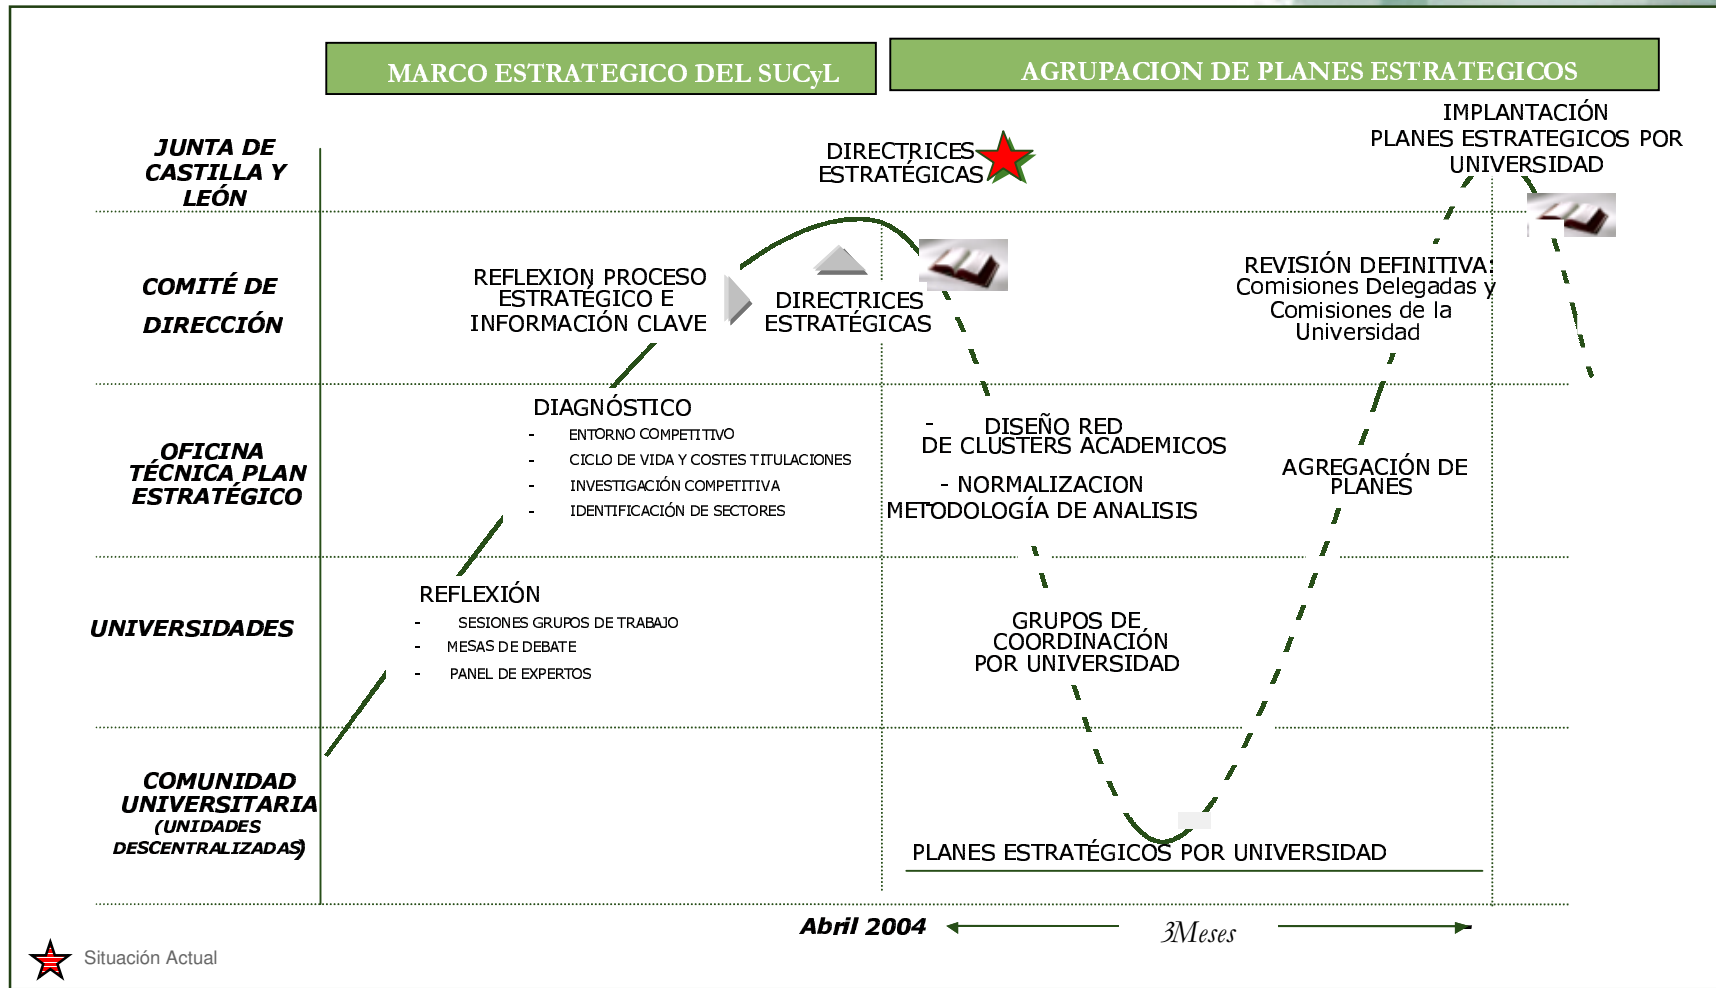 MARCO ESTRATEGICO DEL SUCyL
AGRUPACION DE PLANES ESTRATEGICOS
JUNTA DE
CASTILLA Y
LEÓN
DIRECTRICES
ESTRATÉGICAS
IMPLANTACIÓN
PLANES ESTRATEGICOS POR
UNIVERSIDAD
COMITÉ DE
DIRECCIÓN
REFLEXION PROCESO
ESTRATÉGICO E
INFORMACIÓN CLAVE
DIRECTRICES
ESTRATÉGICAS
REVISIÓN DEFINITIVA:
Comisiones Delegadas y
Comisiones de la
Universidad
OFICINA
TÉCNICA PLAN
ESTRATÉGICO
DIAGNÓSTICO
- ENTORNO COMPETITIVO
- CICLO DE VIDA Y COSTES TITULACIONES
- INVESTIGACIÓN COMPETITIVA
- IDENTIFICACIÓN DE SECTORES
- DISEÑO RED
DE CLUSTERS ACADEMICOS
- NORMALIZACION
METODOLOGÍA DE ANALISIS
AGREGACIÓN DE
PLANES
UNIVERSIDADES
REFLEXIÓN
- SESIONES GRUPOS DE TRABAJO
- MESAS DE DEBATE
- PANEL DE EXPERTOS
GRUPOS DE
COORDINACIÓN
POR UNIVERSIDAD
COMUNIDAD
UNIVERSITARIA
(UNIDADES
DESCENTRALIZADAS)
PLANES ESTRATÉGICOS POR UNIVERSIDAD
Abril 2004
3Meses
Situación Actual